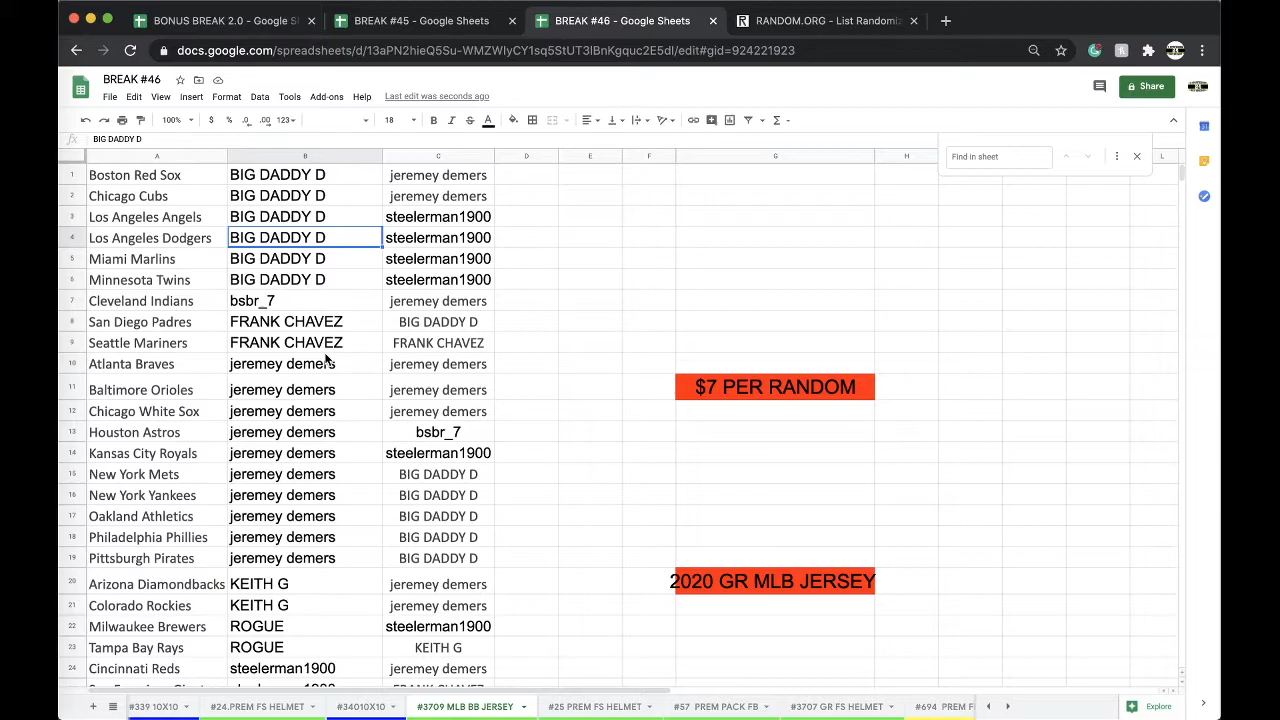 BONUS BREAK 2.0 - Google S
BREAK #45 - Google Sheets
BREAK #46 - Google Sheets
RANDOM.ORG - List Randomiz
docs.google.com/spreadsheets/d/13aPN2hieQ5Su-WMZWIyCY1sq5StUT3IBnKgquc2E5dI/edit#gid=924221923
BREAK #46
File Edit View Insert Format Data Tools Add-ons Help Last edit was seconds ago
Share
100% $ % .0 .00 123 18 B I S A
fx BIG DADDY D
Find in sheet
A B C D E F G H L
1 Boston Red Sox BIG DADDY D jeremey demers
2 Chicago Cubs BIG DADDY D jeremey demers
3 Los Angeles Angels BIG DADDY D steelerman1900
4 Los Angeles Dodgers BIG DADDY D steelerman1900
5 Miami Marlins BIG DADDY D steelerman1900
6 Minnesota Twins BIG DADDY D steelerman1900
7 Cleveland Indians bsbr_7 jeremey demers
8 San Diego Padres FRANK CHAVEZ BIG DADDY D
9 Seattle Mariners FRANK CHAVEZ FRANK CHAVEZ
10 Atlanta Braves jeremey demers jeremey demers
11 Baltimore Orioles jeremey demers jeremey demers $7 PER RANDOM
12 Chicago White Sox jeremey demers jeremey demers
13 Houston Astros jeremey demers bsbr_7
14 Kansas City Royals jeremey demers steelerman1900
15 New York Mets jeremey demers BIG DADDY D
16 New York Yankees jeremey demers BIG DADDY D
17 Oakland Athletics jeremey demers BIG DADDY D
18 Philadelphia Phillies jeremey demers BIG DADDY D
19 Pittsburgh Pirates jeremey demers BIG DADDY D
20 Arizona Diamondbacks KEITH G jeremey demers 2020 GR MLB JERSEY
21 Colorado Rockies KEITH G jeremey demers
22 Milwaukee Brewers ROGUE steelerman1900
23 Tampa Bay Rays ROGUE KEITH G
24 Cincinnati Reds steelerman1900 jeremey demers
#339 10X10 #24.PREM FS HELMET #34010X10 #3709 MLB BB JERSEY #25 PREM FS HELMET #57 PREM PACK FB #3707 GR FS HELMET #694 PREM F Explore